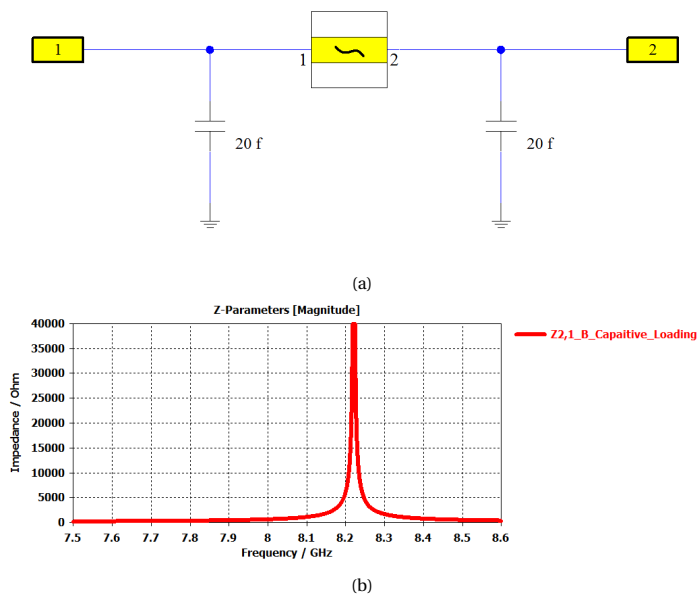 1
1 2
2
20 f
20 f
(a)
Z-Parameters [Magnitude]
Z2,1_B_Capaitive_Loading
40000
35000
30000
25000
20000
15000
10000
5000
0
Impedance / Ohm
7.5 7.6 7.7 7.8 7.9 8 8.1 8.2 8.3 8.4 8.5 8.6
Frequency / GHz
(b)